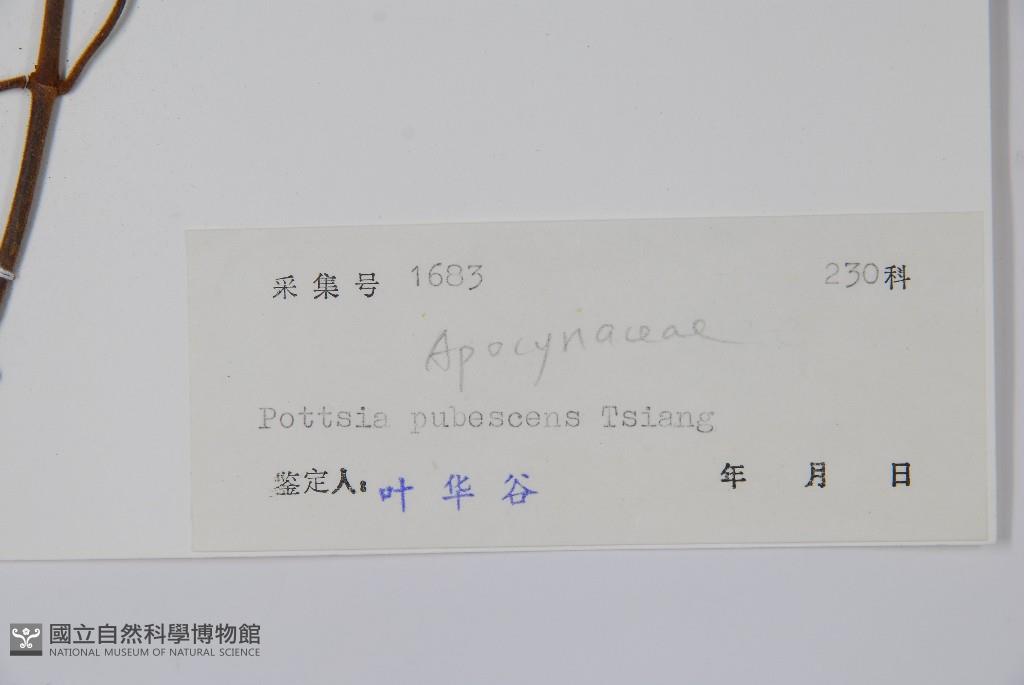 采集号 1683 230科
Apocynaceae
Pottsia pubescens Tsiang
鉴定人: 叶华谷 年 月 日
國立自然科學博物館
NATIONAL MUSEUM OF NATURAL SCIENCE